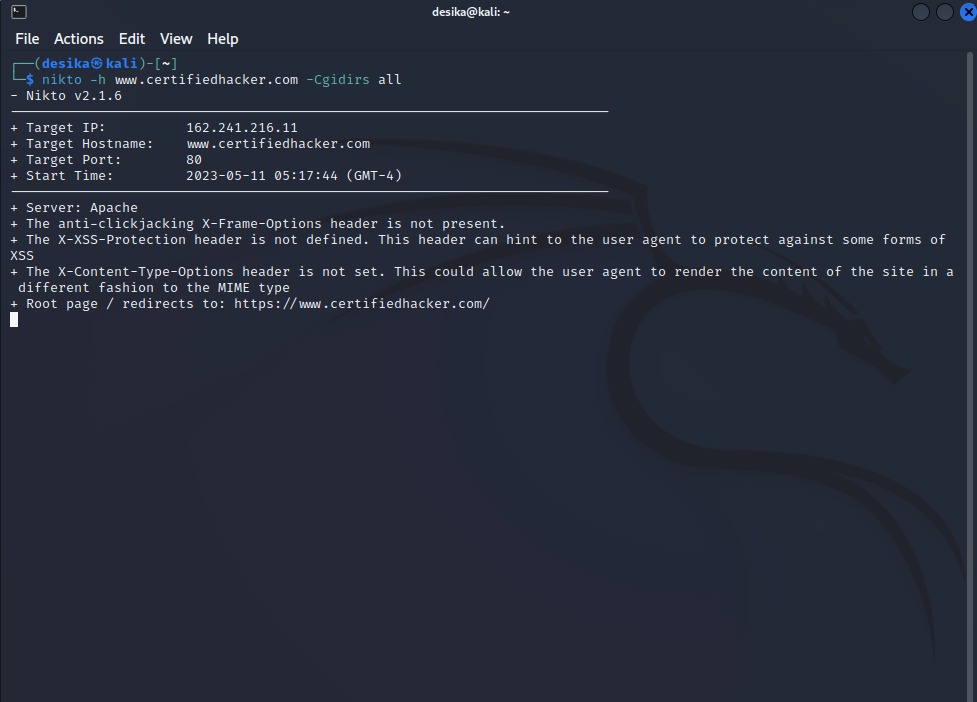 desika@kali: ~
File Actions Edit View Help
┌──(desika㉿kali)-[~]
└─$ nikto -h www.certifiedhacker.com -Cgidirs all
- Nikto v2.1.6
+ Target IP: 162.241.216.11
+ Target Hostname: www.certifiedhacker.com
+ Target Port: 80
+ Start Time: 2023-05-11 05:17:44 (GMT-4)
+ Server: Apache
+ The anti-clickjacking X-Frame-Options header is not present.
+ The X-XSS-Protection header is not defined. This header can hint to the user agent to protect against some forms of
XSS
+ The X-Content-Type-Options header is not set. This could allow the user agent to render the content of the site in a
different fashion to the MIME type
+ Root page / redirects to: https://www.certifiedhacker.com/